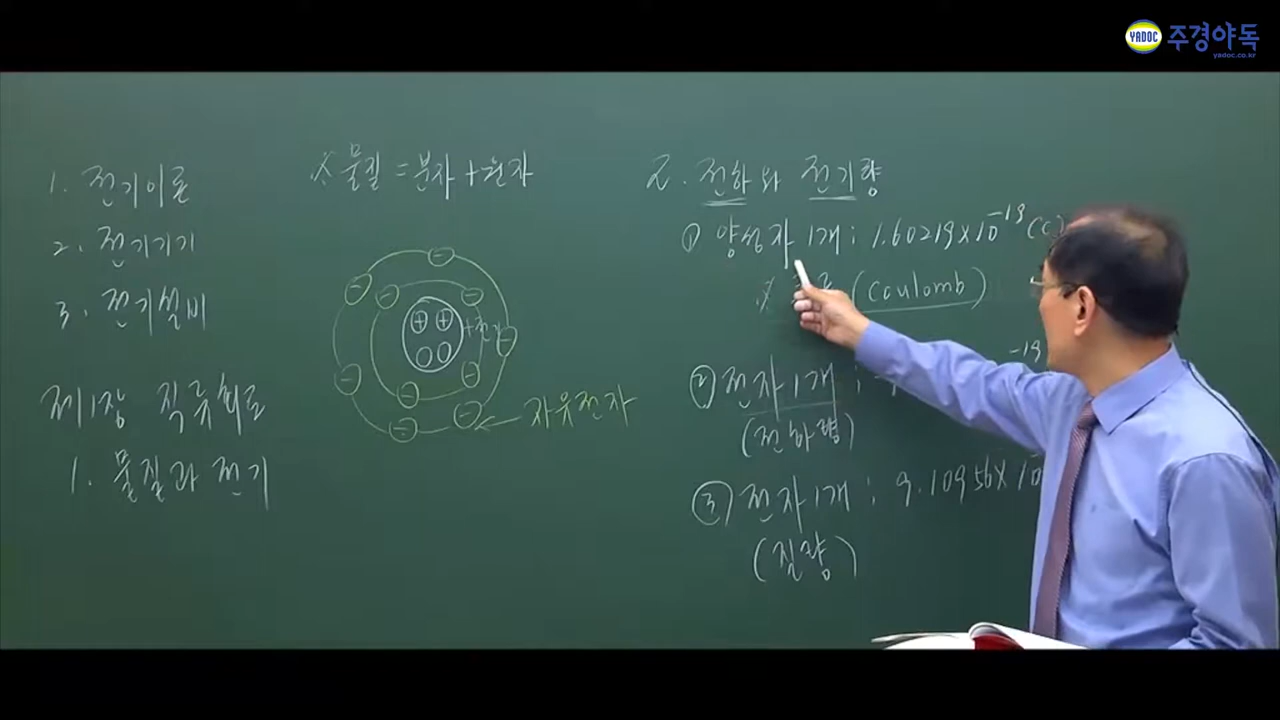 YADOC 주경야독
yadoc.co.kr
1. 전기이론
2. 전기기기
3. 전기설비
제1장 직류회로
1. 물질과 전기
※ 물질 = 분자 + 원자
+전기
자유전자
2. 전하와 전기량
① 양성자 1개 : 1.60219×10⁻¹⁹ (C)
※ (Coulomb)
② 전자 1개 : ⁻¹⁹
(전하량)
③ 전자 1개 : 9.10956×10
(질량)